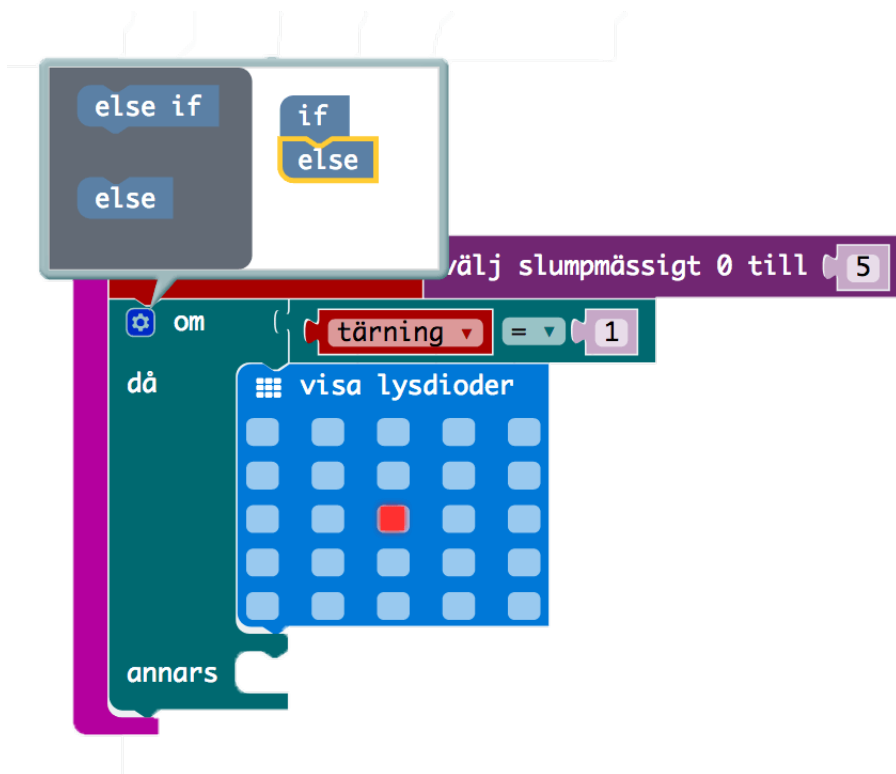 else if
if
else
else
välj slumpmässigt 0 till 5
om tärning = 1
då visa lysdioder
annars